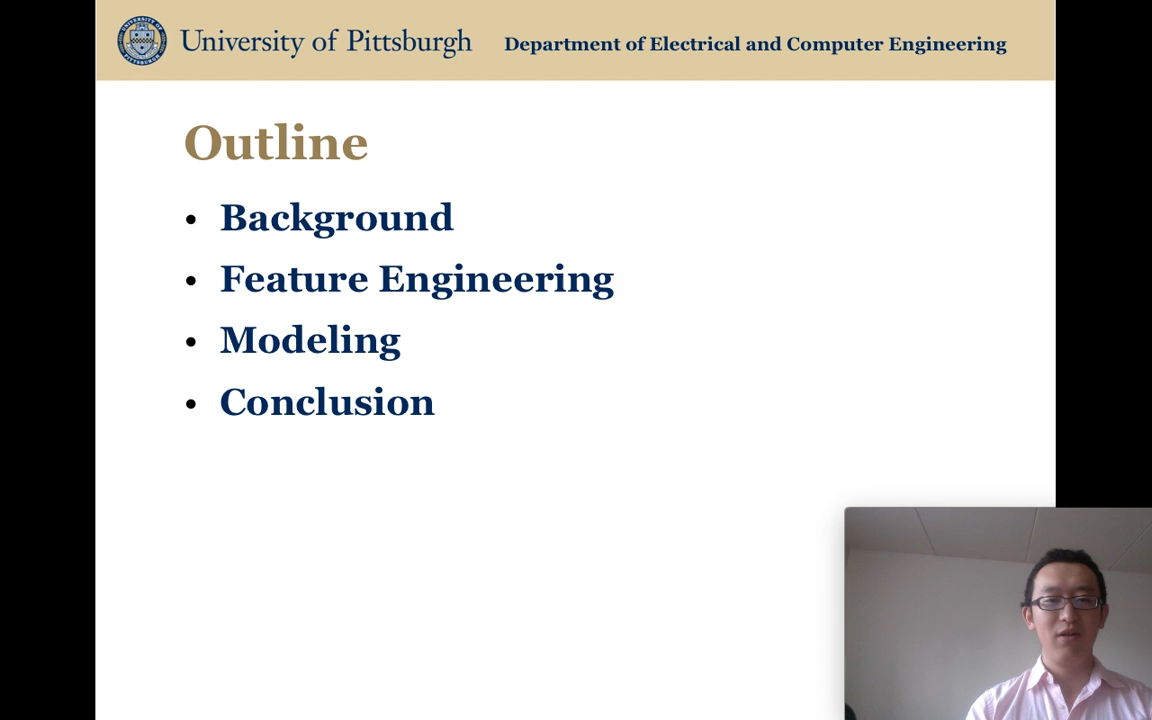 University of Pittsburgh
Department of Electrical and Computer Engineering
Outline
• Background
• Feature Engineering
• Modeling
• Conclusion